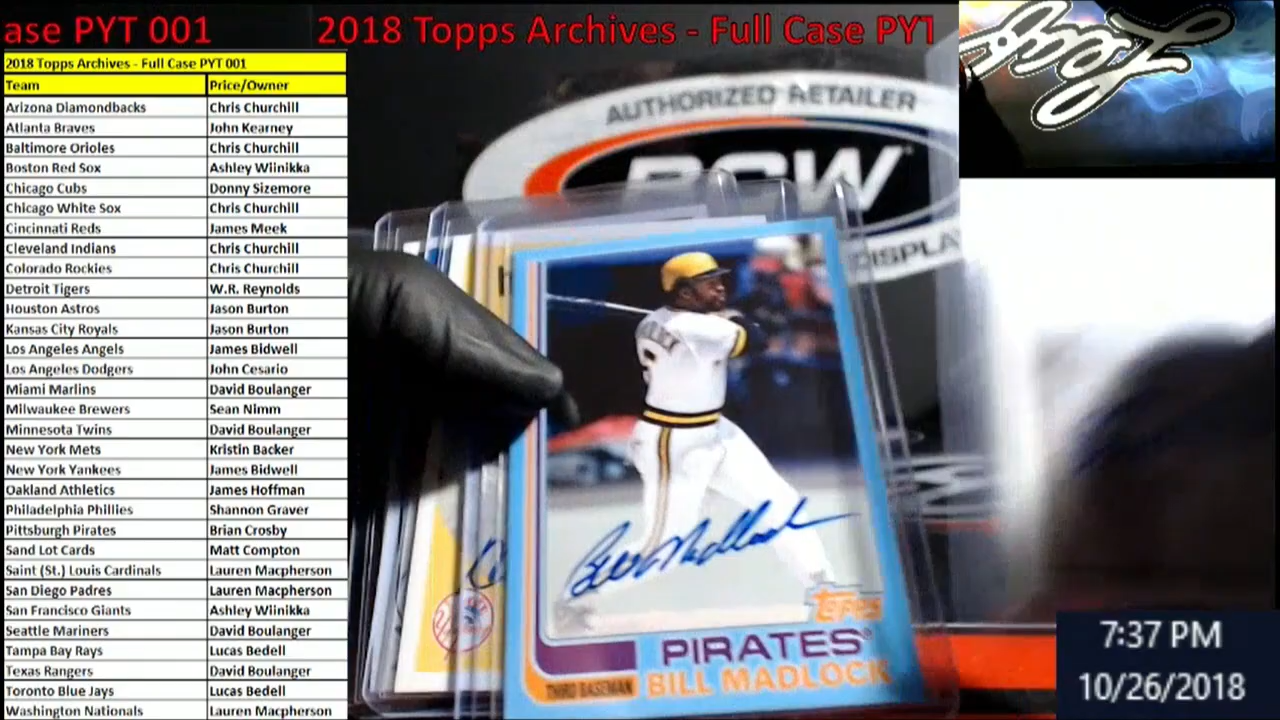 ase PYT 001 2018 Topps Archives - Full Case PYT
2018 Topps Archives - Full Case PYT 001
Team Price/Owner
Arizona Diamondbacks Chris Churchill
Atlanta Braves John Kearney
Baltimore Orioles Chris Churchill
Boston Red Sox Ashley Wiinikka
Chicago Cubs Donny Sizemore
Chicago White Sox Chris Churchill
Cincinnati Reds James Meek
Cleveland Indians Chris Churchill
Colorado Rockies Chris Churchill
Detroit Tigers W.R. Reynolds
Houston Astros Jason Burton
Kansas City Royals Jason Burton
Los Angeles Angels James Bidwell
Los Angeles Dodgers John Cesario
Miami Marlins David Boulanger
Milwaukee Brewers Sean Nimm
Minnesota Twins David Boulanger
New York Mets Kristin Backer
New York Yankees James Bidwell
Oakland Athletics James Hoffman
Philadelphia Phillies Shannon Graver
Pittsburgh Pirates Brian Crosby
Sand Lot Cards Matt Compton
Saint (St.) Louis Cardinals Lauren Macpherson
San Diego Padres Lauren Macpherson
San Francisco Giants Ashley Wiinikka
Seattle Mariners David Boulanger
Tampa Bay Rays Lucas Bedell
Texas Rangers David Boulanger
Toronto Blue Jays Lucas Bedell
Washington Nationals Lauren Macpherson
AUTHORIZED RETAILER
BCW
DISPLA
Bill Madlock
Topps
PIRATES
THIRD BASEMAN BILL MADLOCK
Leaf
7:37 PM
10/26/2018